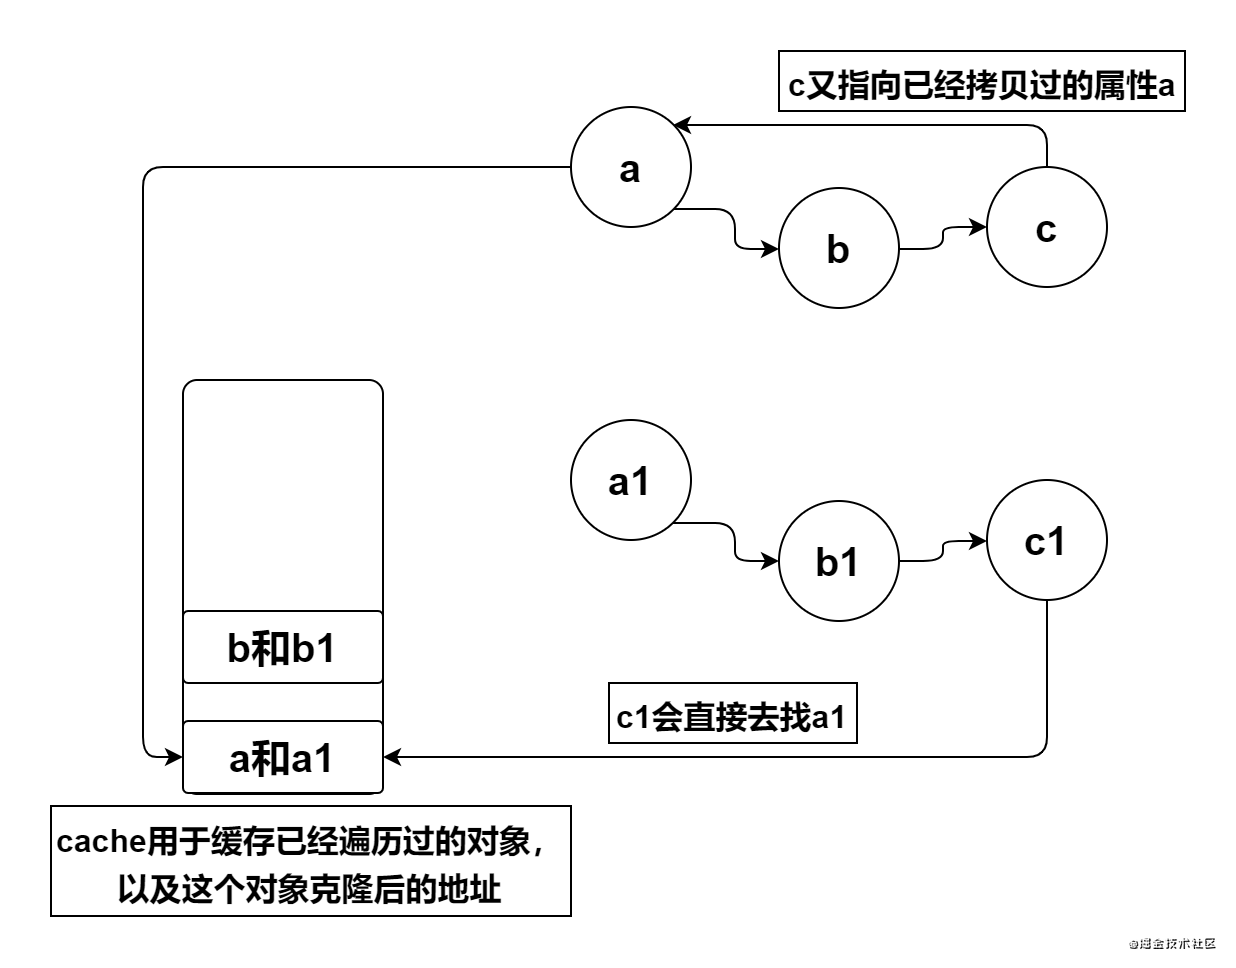 c又指向已经拷贝过的属性a
a
b
c
a1
b1
c1
b和b1
c1会直接去找a1
a和a1
cache用于缓存已经遍历过的对象,
以及这个对象克隆后的地址
@掘金技术社区